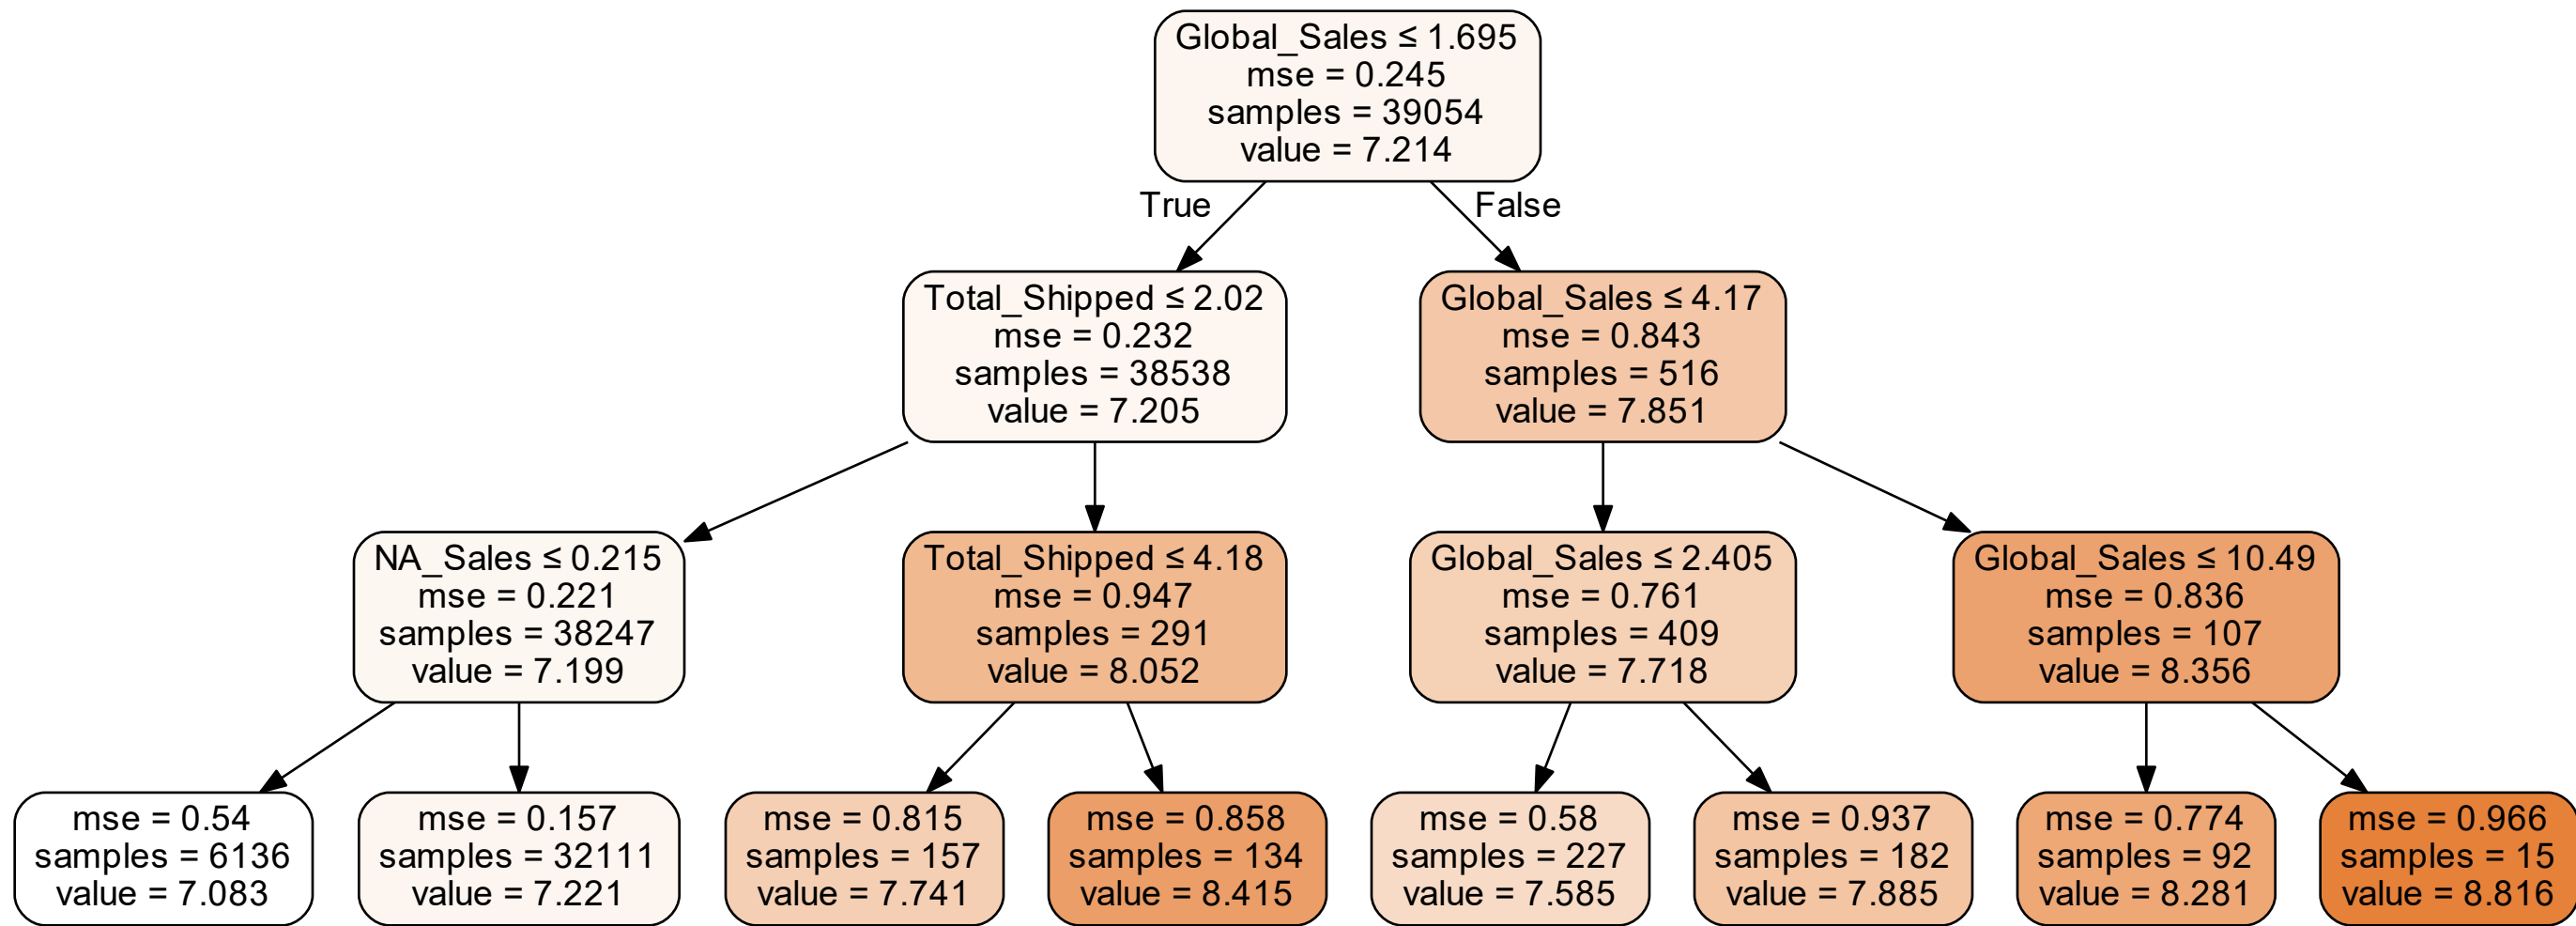 Global_Sales ≤ 1.695
mse = 0.245
samples = 39054
value = 7.214
True
False
Total_Shipped ≤ 2.02
mse = 0.232
samples = 38538
value = 7.205
Global_Sales ≤ 4.17
mse = 0.843
samples = 516
value = 7.851
NA_Sales ≤ 0.215
mse = 0.221
samples = 38247
value = 7.199
Total_Shipped ≤ 4.18
mse = 0.947
samples = 291
value = 8.052
Global_Sales ≤ 2.405
mse = 0.761
samples = 409
value = 7.718
Global_Sales ≤ 10.49
mse = 0.836
samples = 107
value = 8.356
mse = 0.54
samples = 6136
value = 7.083
mse = 0.157
samples = 32111
value = 7.221
mse = 0.815
samples = 157
value = 7.741
mse = 0.858
samples = 134
value = 8.415
mse = 0.58
samples = 227
value = 7.585
mse = 0.937
samples = 182
value = 7.885
mse = 0.774
samples = 92
value = 8.281
mse = 0.966
samples = 15
value = 8.816